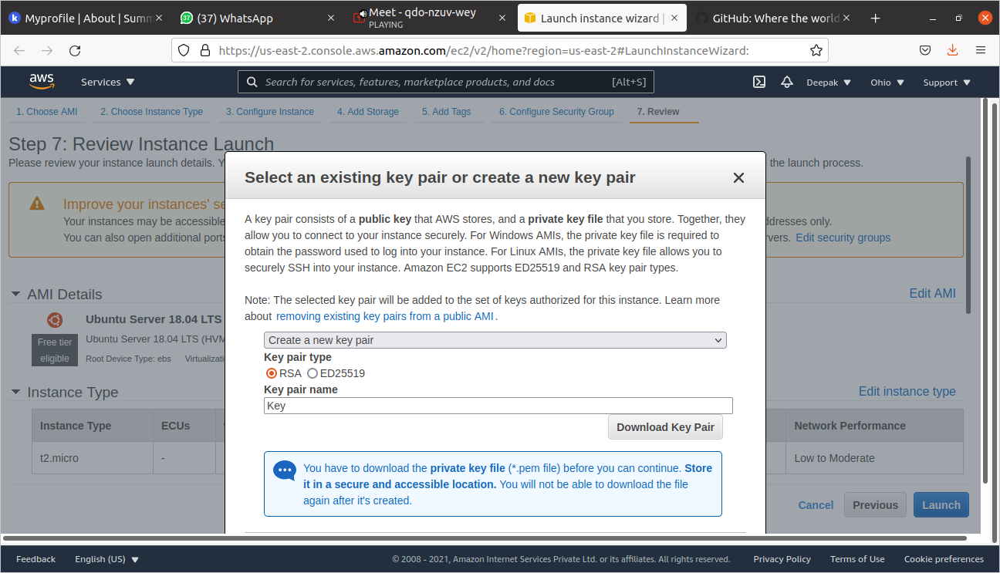 Myprofile | About | Summ
(37) WhatsApp
Meet - qdo-nzuv-wey
PLAYING
Launch instance wizard |
GitHub: Where the world
https://us-east-2.console.aws.amazon.com/ec2/v2/home?region=us-east-2#LaunchInstanceWizard:
aws
Services
Search for services, features, marketplace products, and docs [Alt+S]
Deepak
Ohio
Support
1. Choose AMI 2. Choose Instance Type 3. Configure Instance 4. Add Storage 5. Add Tags 6. Configure Security Group 7. Review
Step 7: Review Instance Launch
Please review your instance launch details. Y
the launch process.
Improve your instances' se
Your instances may be accessible
dresses only.
You can also open additional ports
vers. Edit security groups
Select an existing key pair or create a new key pair
A key pair consists of a public key that AWS stores, and a private key file that you store. Together, they
allow you to connect to your instance securely. For Windows AMIs, the private key file is required to
obtain the password used to log into your instance. For Linux AMIs, the private key file allows you to
securely SSH into your instance. Amazon EC2 supports ED25519 and RSA key pair types.
Note: The selected key pair will be added to the set of keys authorized for this instance. Learn more
about removing existing key pairs from a public AMI.
Create a new key pair
Key pair type
RSA ED25519
Key pair name
Key
Download Key Pair
You have to download the private key file (*.pem file) before you can continue. Store
it in a secure and accessible location. You will not be able to download the file
again after it's created.
AMI Details
Edit AMI
Ubuntu Server 18.04 LTS
Free tier
eligible
Ubuntu Server 18.04 LTS (HVM
Root Device Type: ebs Virtualizati
Instance Type
Edit instance type
Instance Type ECUs Network Performance
t2.micro - Low to Moderate
Cancel Previous Launch
Feedback English (US) © 2008 - 2021, Amazon Internet Services Private Ltd. or its affiliates. All rights reserved. Privacy Policy Terms of Use Cookie preferences